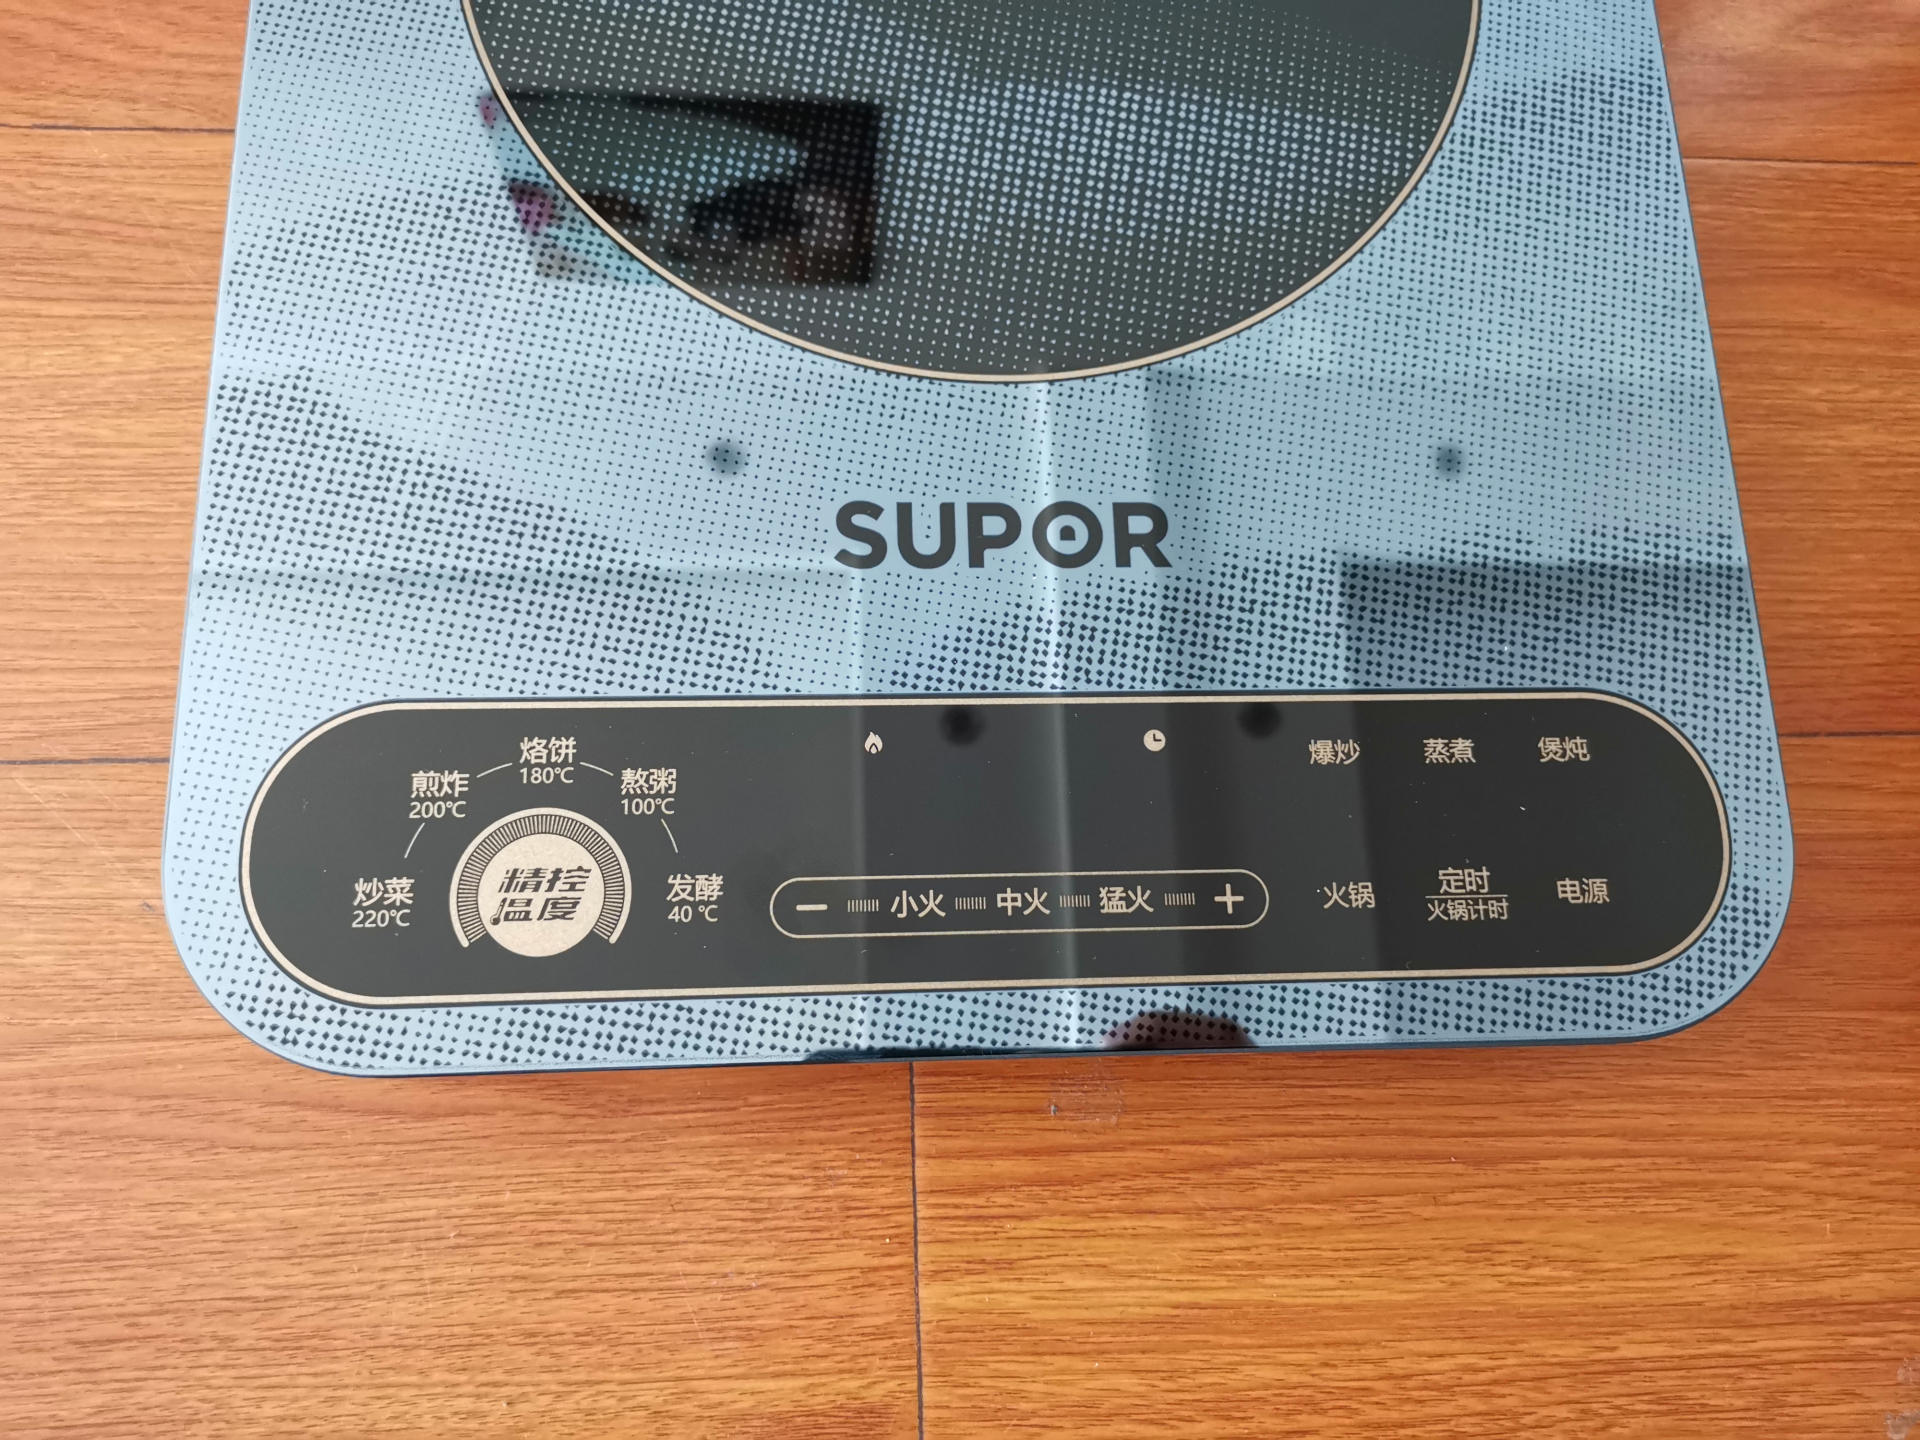 SUPOR
烙饼
180℃
煎炸
200℃
熬粥
100℃
炒菜
220℃
发酵
40 ℃
精控
温度
− 小火 中火 猛火 +
爆炒 蒸煮 煲炖
火锅
定时
火锅计时
电源